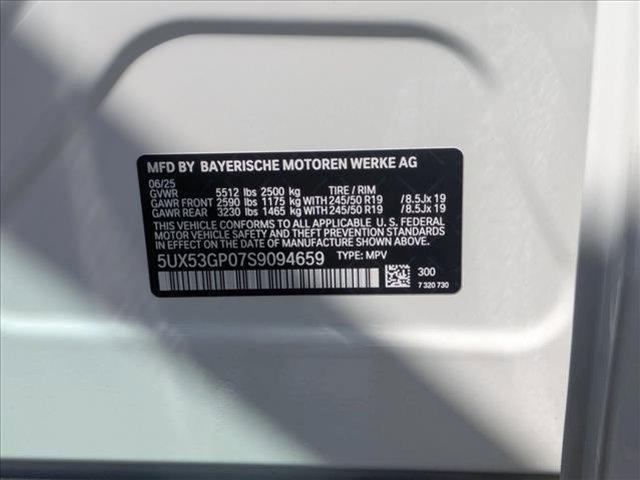 MFD BY BAYERISCHE MOTOREN WERKE AG
06/25
GVWR 5512 lbs 2500 kg TIRE / RIM
GAWR FRONT 2590 lbs 1175 kg WITH 245/50 R19 /8.5Jx 19
GAWR REAR 3230 lbs 1465 kg WITH 245/50 R19 /8.5Jx 19
THIS VEHICLE CONFORMS TO ALL APPLICABLE U. S. FEDERAL
MOTOR VEHICLE SAFETY, BUMPER, AND THEFT PREVENTION
STANDARDS IN EFFECT ON THE DATE OF MANUFACTURE SHOWN ABOVE.
5UX53GP07S9094659 TYPE: MPV
300
7 320 730